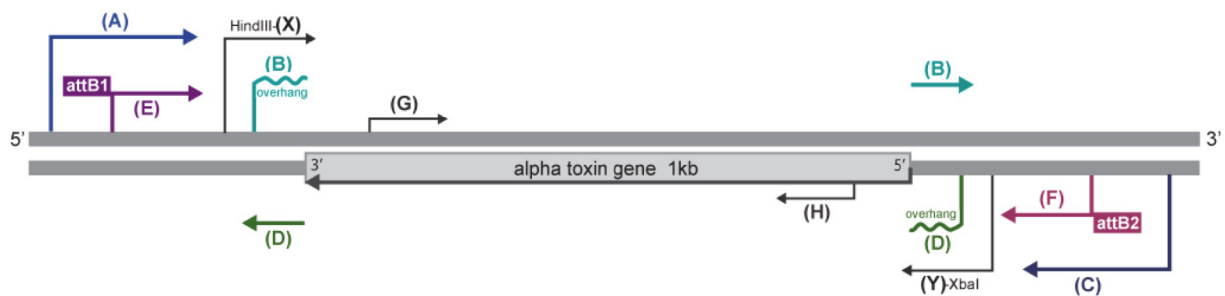 (A)
HindIII-(X)
(B)
overhang
(B)
attB1
(E)
(G)
5’
3’
3’
alpha toxin gene 1kb
5’
(H)
(D)
overhang
(D)
(F)
attB2
(Y)-XbaI
(C)